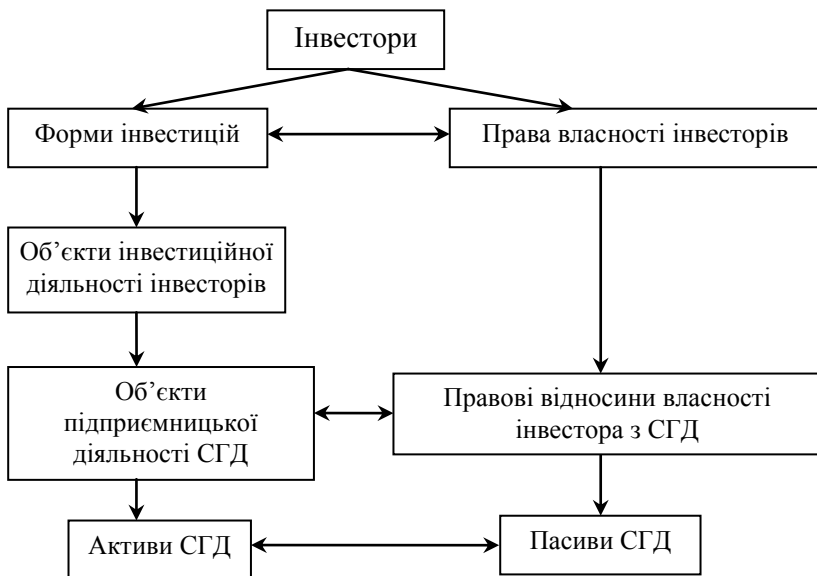 Інвестори
Форми інвестицій
Права власності інвесторів
Об’єкти інвестиційної
діяльності інвесторів
Об’єкти
підприємницької
діяльності СГД
Правові відносини власності
інвестора з СГД
Активи СГД
Пасиви СГД